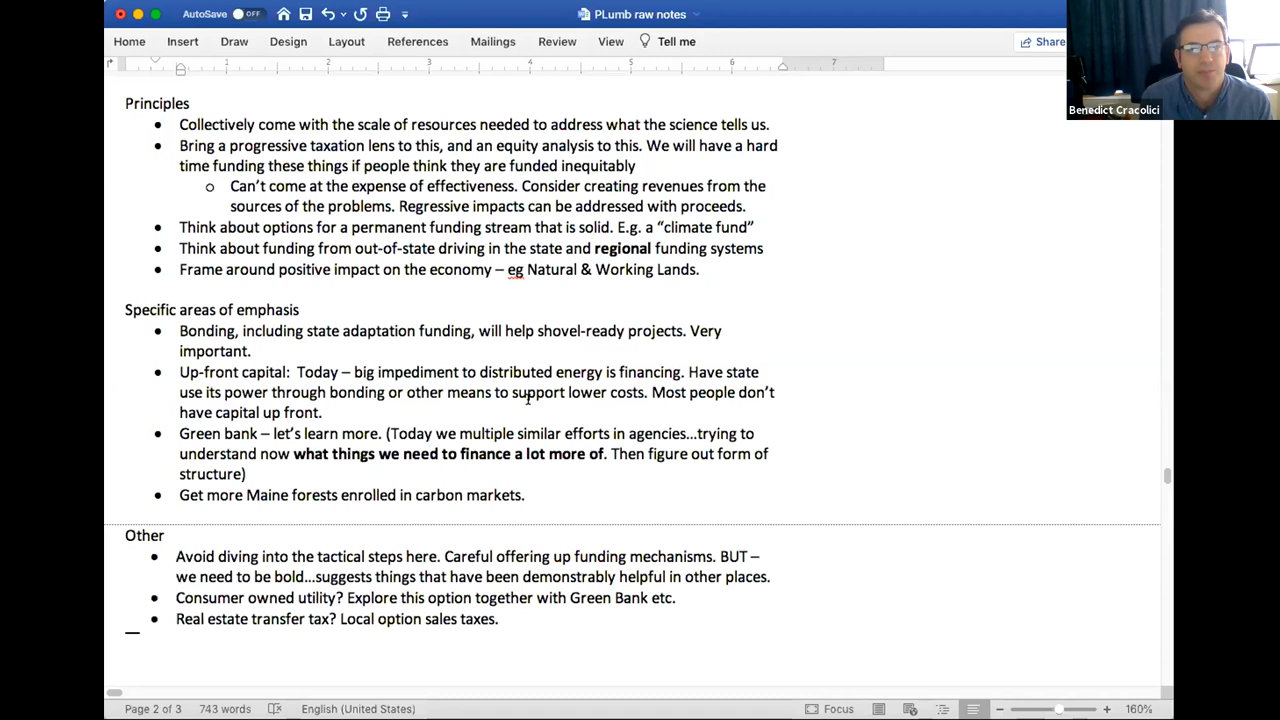 AutoSave OFF
PLumb raw notes
Home Insert Draw Design Layout References Mailings Review View Tell me Share
1 2 3 4 5 6 7
Benedict Cracolici
Principles
• Collectively come with the scale of resources needed to address what the science tells us.
• Bring a progressive taxation lens to this, and an equity analysis to this. We will have a hard
time funding these things if people think they are funded inequitably
o Can’t come at the expense of effectiveness. Consider creating revenues from the
sources of the problems. Regressive impacts can be addressed with proceeds.
• Think about options for a permanent funding stream that is solid. E.g. a “climate fund”
• Think about funding from out-of-state driving in the state and regional funding systems
• Frame around positive impact on the economy – eg Natural & Working Lands.
Specific areas of emphasis
• Bonding, including state adaptation funding, will help shovel-ready projects. Very
important.
• Up-front capital: Today – big impediment to distributed energy is financing. Have state
use its power through bonding or other means to support lower costs. Most people don’t
have capital up front.
• Green bank – let’s learn more. (Today we multiple similar efforts in agencies…trying to
understand now what things we need to finance a lot more of. Then figure out form of
structure)
• Get more Maine forests enrolled in carbon markets.
Other
• Avoid diving into the tactical steps here. Careful offering up funding mechanisms. BUT –
we need to be bold…suggests things that have been demonstrably helpful in other places.
• Consumer owned utility? Explore this option together with Green Bank etc.
• Real estate transfer tax? Local option sales taxes.
—
Page 2 of 3 743 words English (United States) Focus 160%